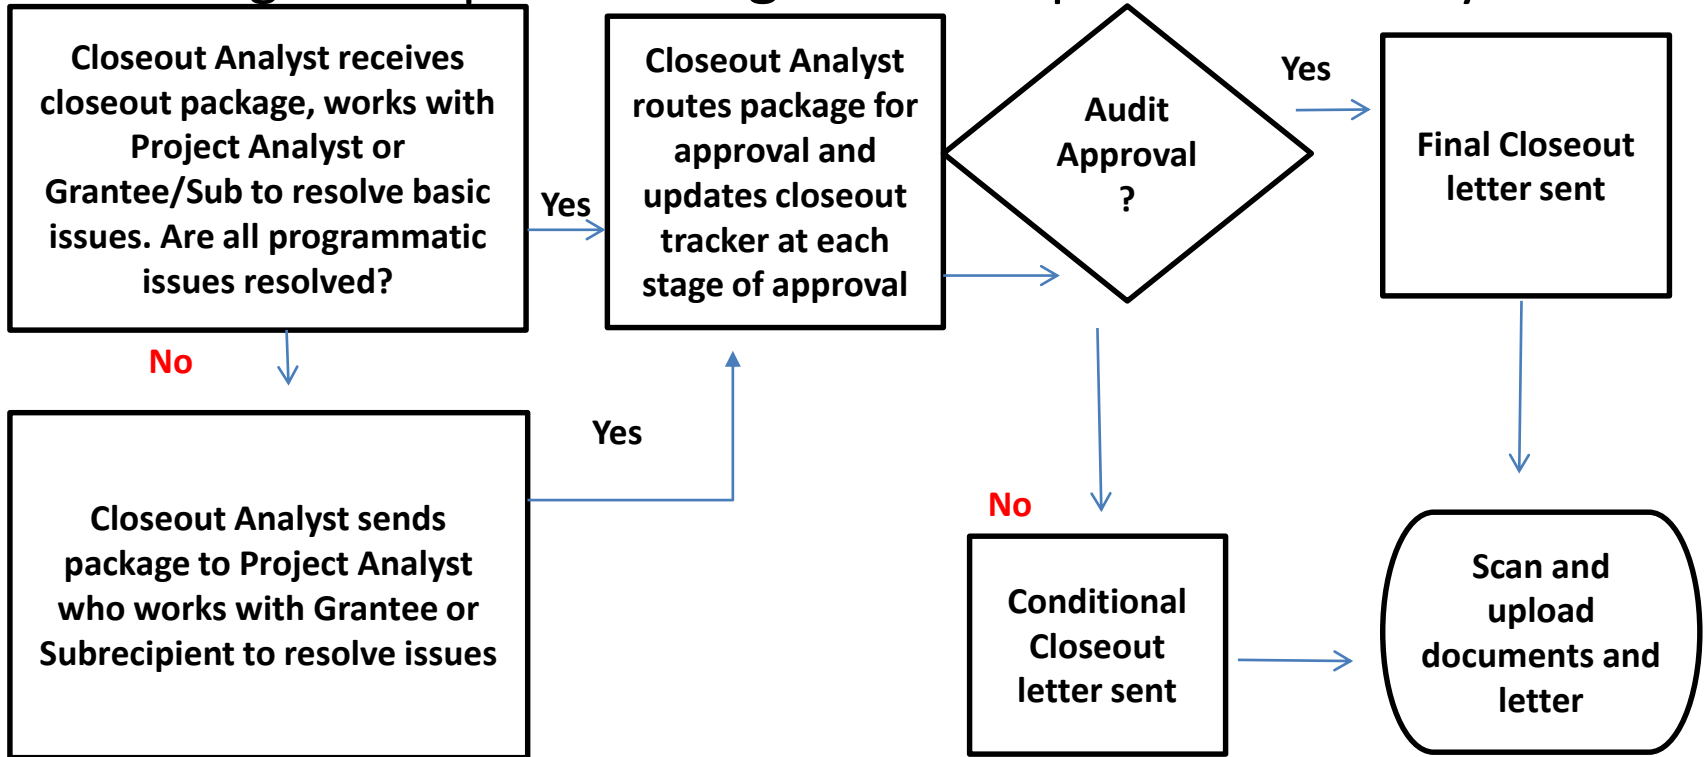 Closeout Analyst receives
closeout package, works with
Project Analyst or
Grantee/Sub to resolve basic
issues. Are all programmatic
issues resolved?
Yes
Closeout Analyst
routes package for
approval and
updates closeout
tracker at each
stage of approval
Audit
Approval
?
Yes
Final Closeout
letter sent
No
Closeout Analyst sends
package to Project Analyst
who works with Grantee or
Subrecipient to resolve issues
Yes
No
Conditional
Closeout
letter sent
Scan and
upload
documents and
letter